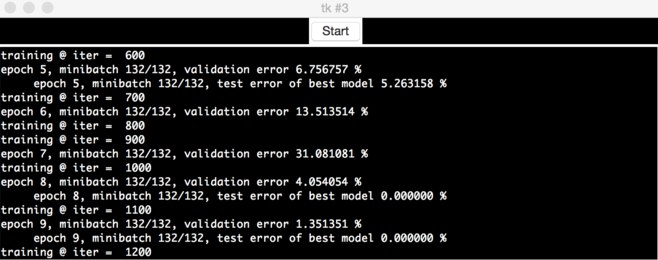 tk #3
Start
training @ iter =  600
epoch 5, minibatch 132/132, validation error 6.756757 %
     epoch 5, minibatch 132/132, test error of best model 5.263158 %
training @ iter =  700
epoch 6, minibatch 132/132, validation error 13.513514 %
training @ iter =  800
training @ iter =  900
epoch 7, minibatch 132/132, validation error 31.081081 %
training @ iter =  1000
epoch 8, minibatch 132/132, validation error 4.054054 %
     epoch 8, minibatch 132/132, test error of best model 0.000000 %
training @ iter =  1100
epoch 9, minibatch 132/132, validation error 1.351351 %
     epoch 9, minibatch 132/132, test error of best model 0.000000 %
training @ iter =  1200